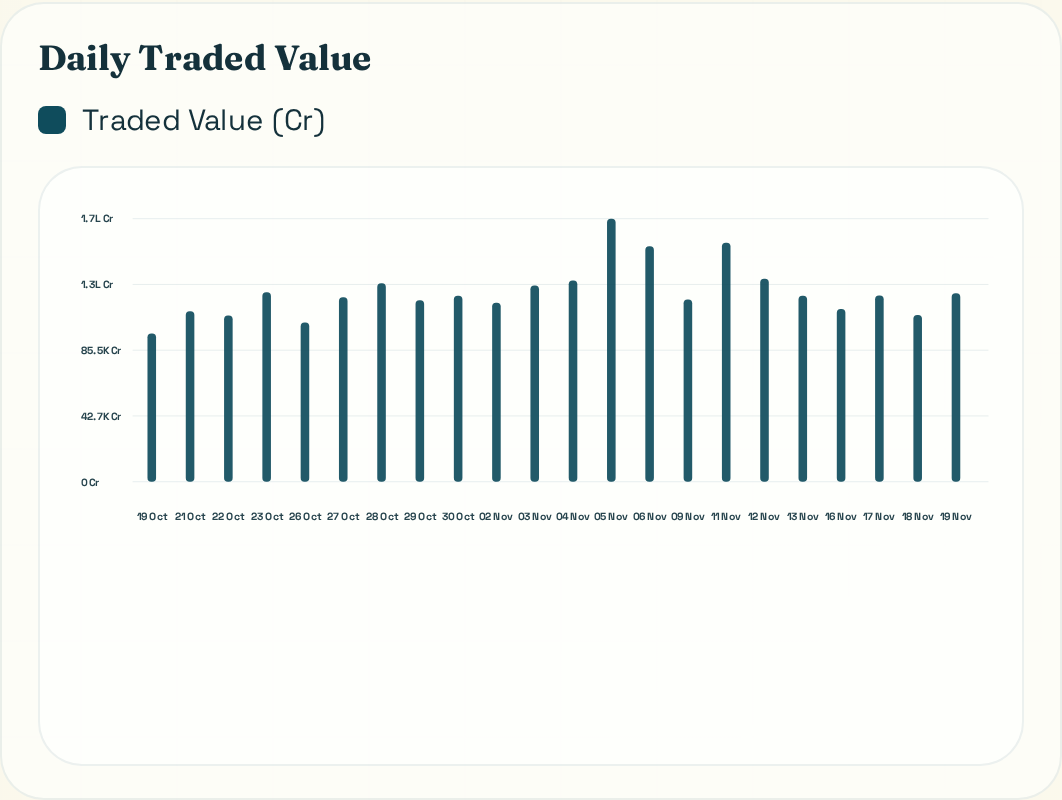 Daily Traded Value
Traded Value (Cr)
1.7L Cr
1.3L Cr
85.5K Cr
42.7K Cr
0 Cr
19 Oct 21 Oct 22 Oct 23 Oct 26 Oct 27 Oct 28 Oct 29 Oct 30 Oct 02 Nov 03 Nov 04 Nov 05 Nov 06 Nov 09 Nov 11 Nov 12 Nov 13 Nov 16 Nov 17 Nov 18 Nov 19 Nov